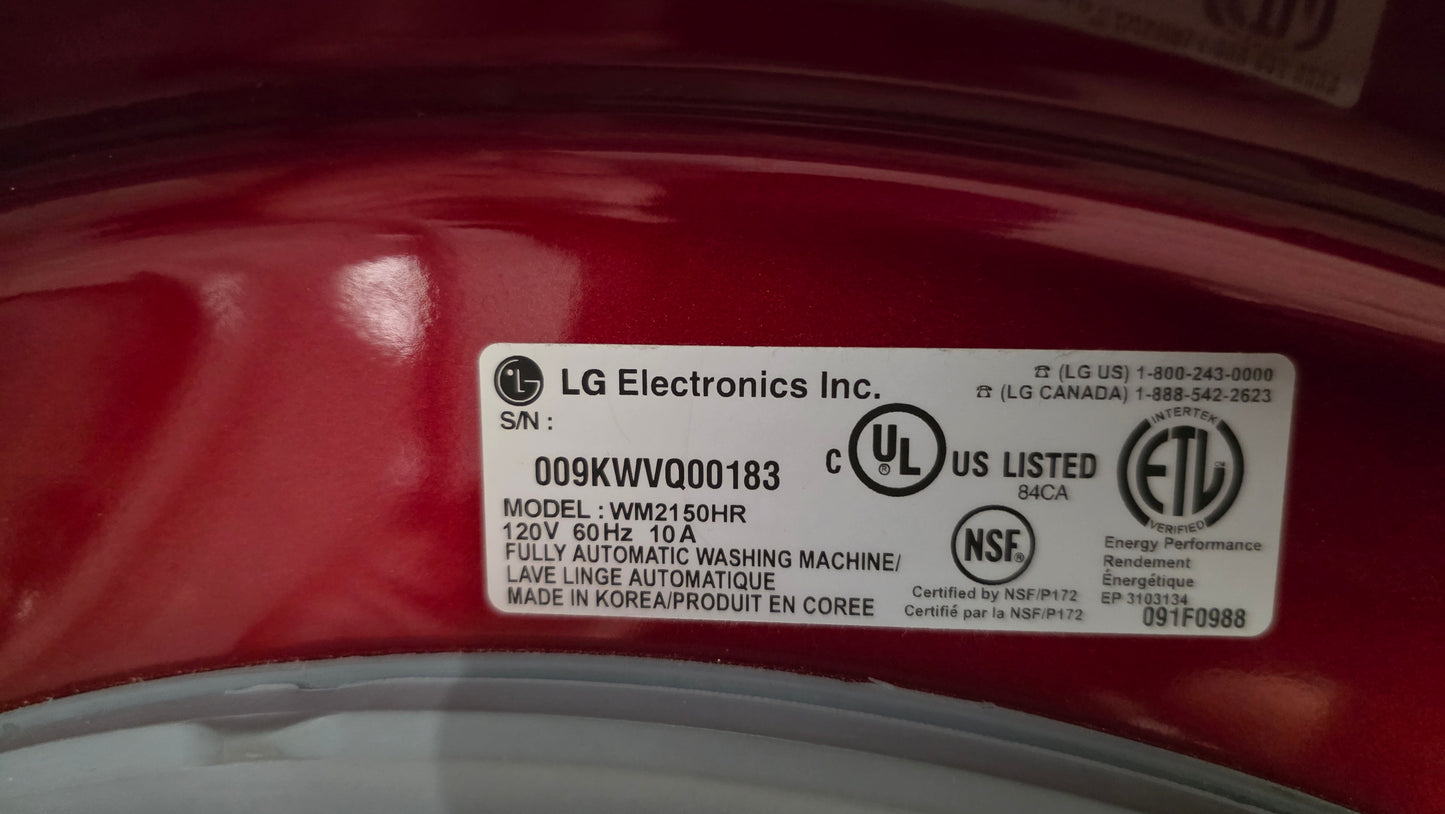 LG LG Electronics Inc.
☎ (LG US) 1-800-243-0000
☎ (LG CANADA) 1-888-542-2623
S/N :
009KWVQ00183
MODEL : WM2150HR
120V 60Hz 10A
FULLY AUTOMATIC WASHING MACHINE/
LAVE LINGE AUTOMATIQUE
MADE IN KOREA/PRODUIT EN COREE
C UL® US LISTED
84CA
NSF®
Certified by NSF/P172
Certifié par la NSF/P172
INTERTEK
ETL CM
VERIFIED
Energy Performance
Rendement
Énergétique
EP 3103134
091F0988